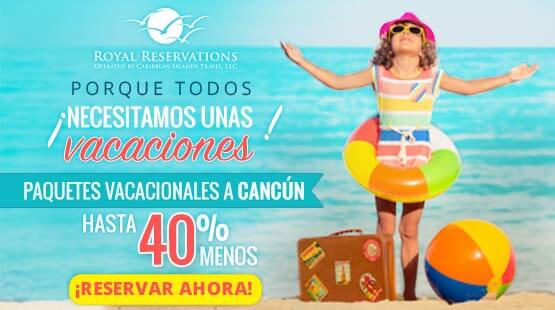 ROYAL RESERVATIONS
OPERATED BY CARIBBEAN ISLANDS TRAVEL, LLC
PORQUE TODOS
¡NECESITAMOS UNAS
vacaciones!
PAQUETES VACACIONALES A CANCÚN
HASTA 40% MENOS
¡RESERVAR AHORA!